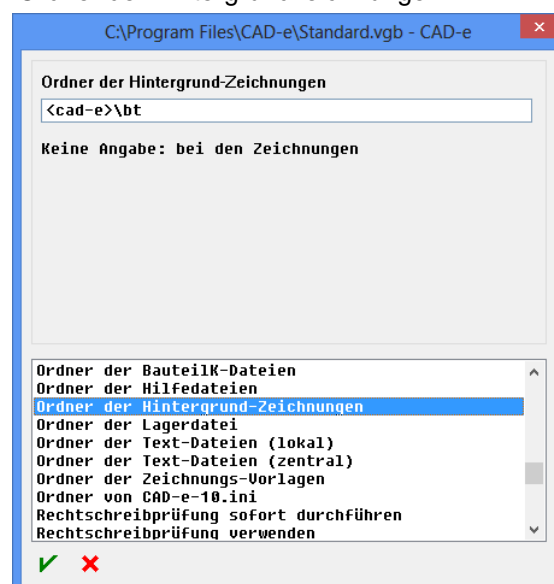 C:\Program Files\CAD-e\Standard.vgb - CAD-e
Ordner der Hintergrund-Zeichnungen
<cad-e>\bt
Keine Angabe: bei den Zeichnungen
Ordner der BauteilK-Dateien
Ordner der Hilfedateien
Ordner der Hintergrund-Zeichnungen
Ordner der Lagerdatei
Ordner der Text-Dateien (lokal)
Ordner der Text-Dateien (zentral)
Ordner der Zeichnungs-Vorlagen
Ordner von CAD-e-10.ini
Rechtschreibprüfung sofort durchführen
Rechtschreibprüfung verwenden